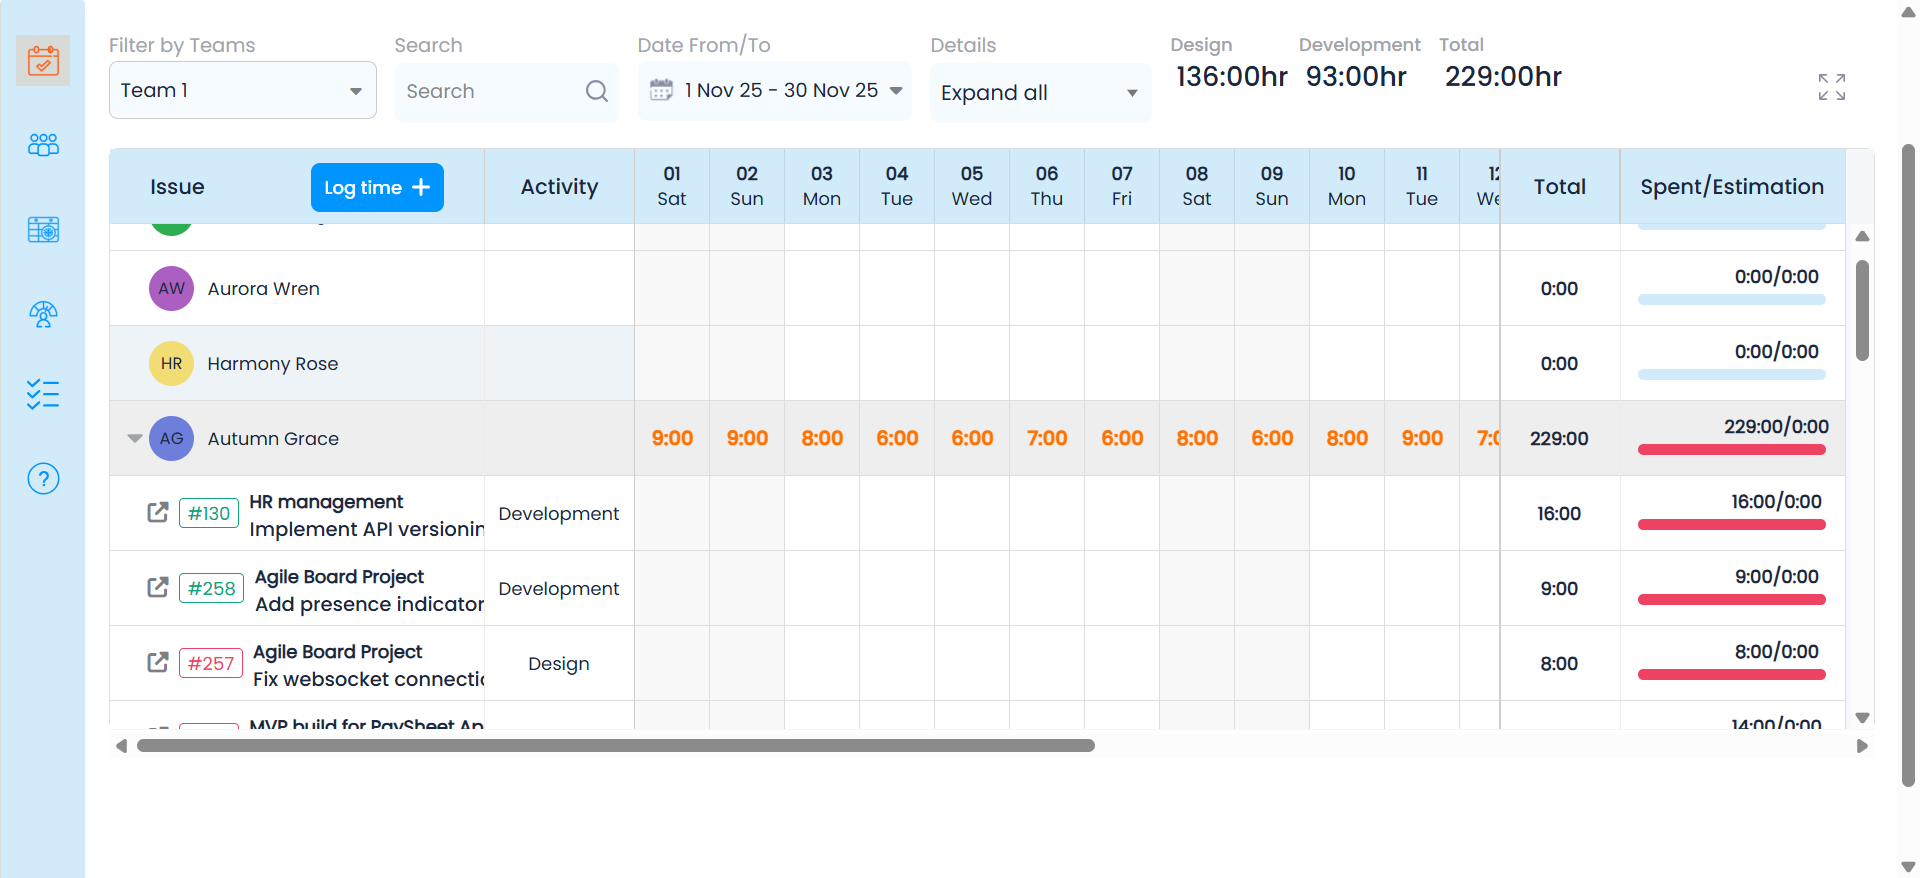 Filter by Teams Search Date From/To Details Design Development Total
Team 1 Search 1 Nov 25 - 30 Nov 25 Expand all 136:00hr 93:00hr 229:00hr
Issue Log time + Activity 01 02 03 04 05 06 07 08 09 10 11 12 Total Spent/Estimation
Sat Sun Mon Tue Wed Thu Fri Sat Sun Mon Tue We
AW Aurora Wren 0:00 0:00/0:00
HR Harmony Rose 0:00 0:00/0:00
AG Autumn Grace 9:00 9:00 8:00 6:00 6:00 7:00 6:00 8:00 6:00 8:00 9:00 7:0 229:00 229:00/0:00
#130 HR management Development 16:00 16:00/0:00
Implement API versionin
#258 Agile Board Project Development 9:00 9:00/0:00
Add presence indicator
#257 Agile Board Project Design 8:00 8:00/0:00
Fix websocket connectic
MVP build for PaySheet Ap 14:00/0:00
?